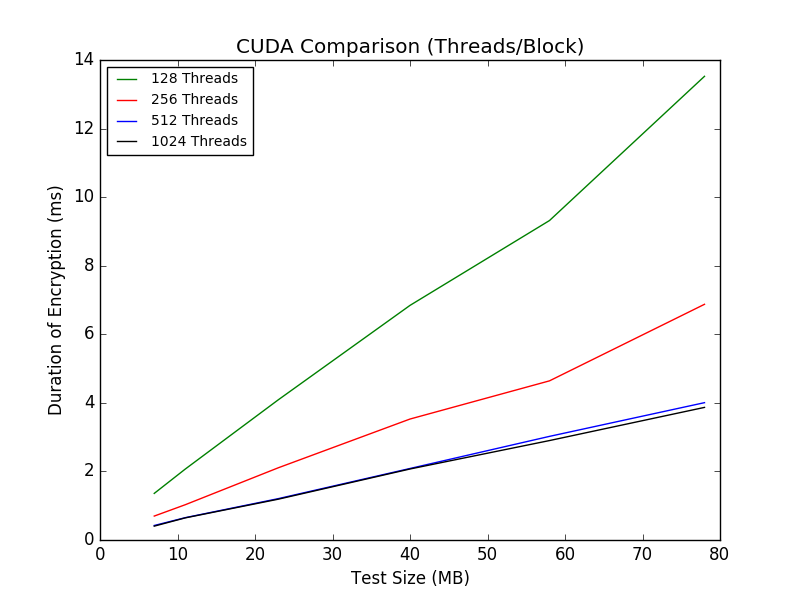 CUDA Comparison (Threads/Block)
14
12
10
8
6
4
2
0
Duration of Encryption (ms)
128 Threads
256 Threads
512 Threads
1024 Threads
0 10 20 30 40 50 60 70 80
Test Size (MB)